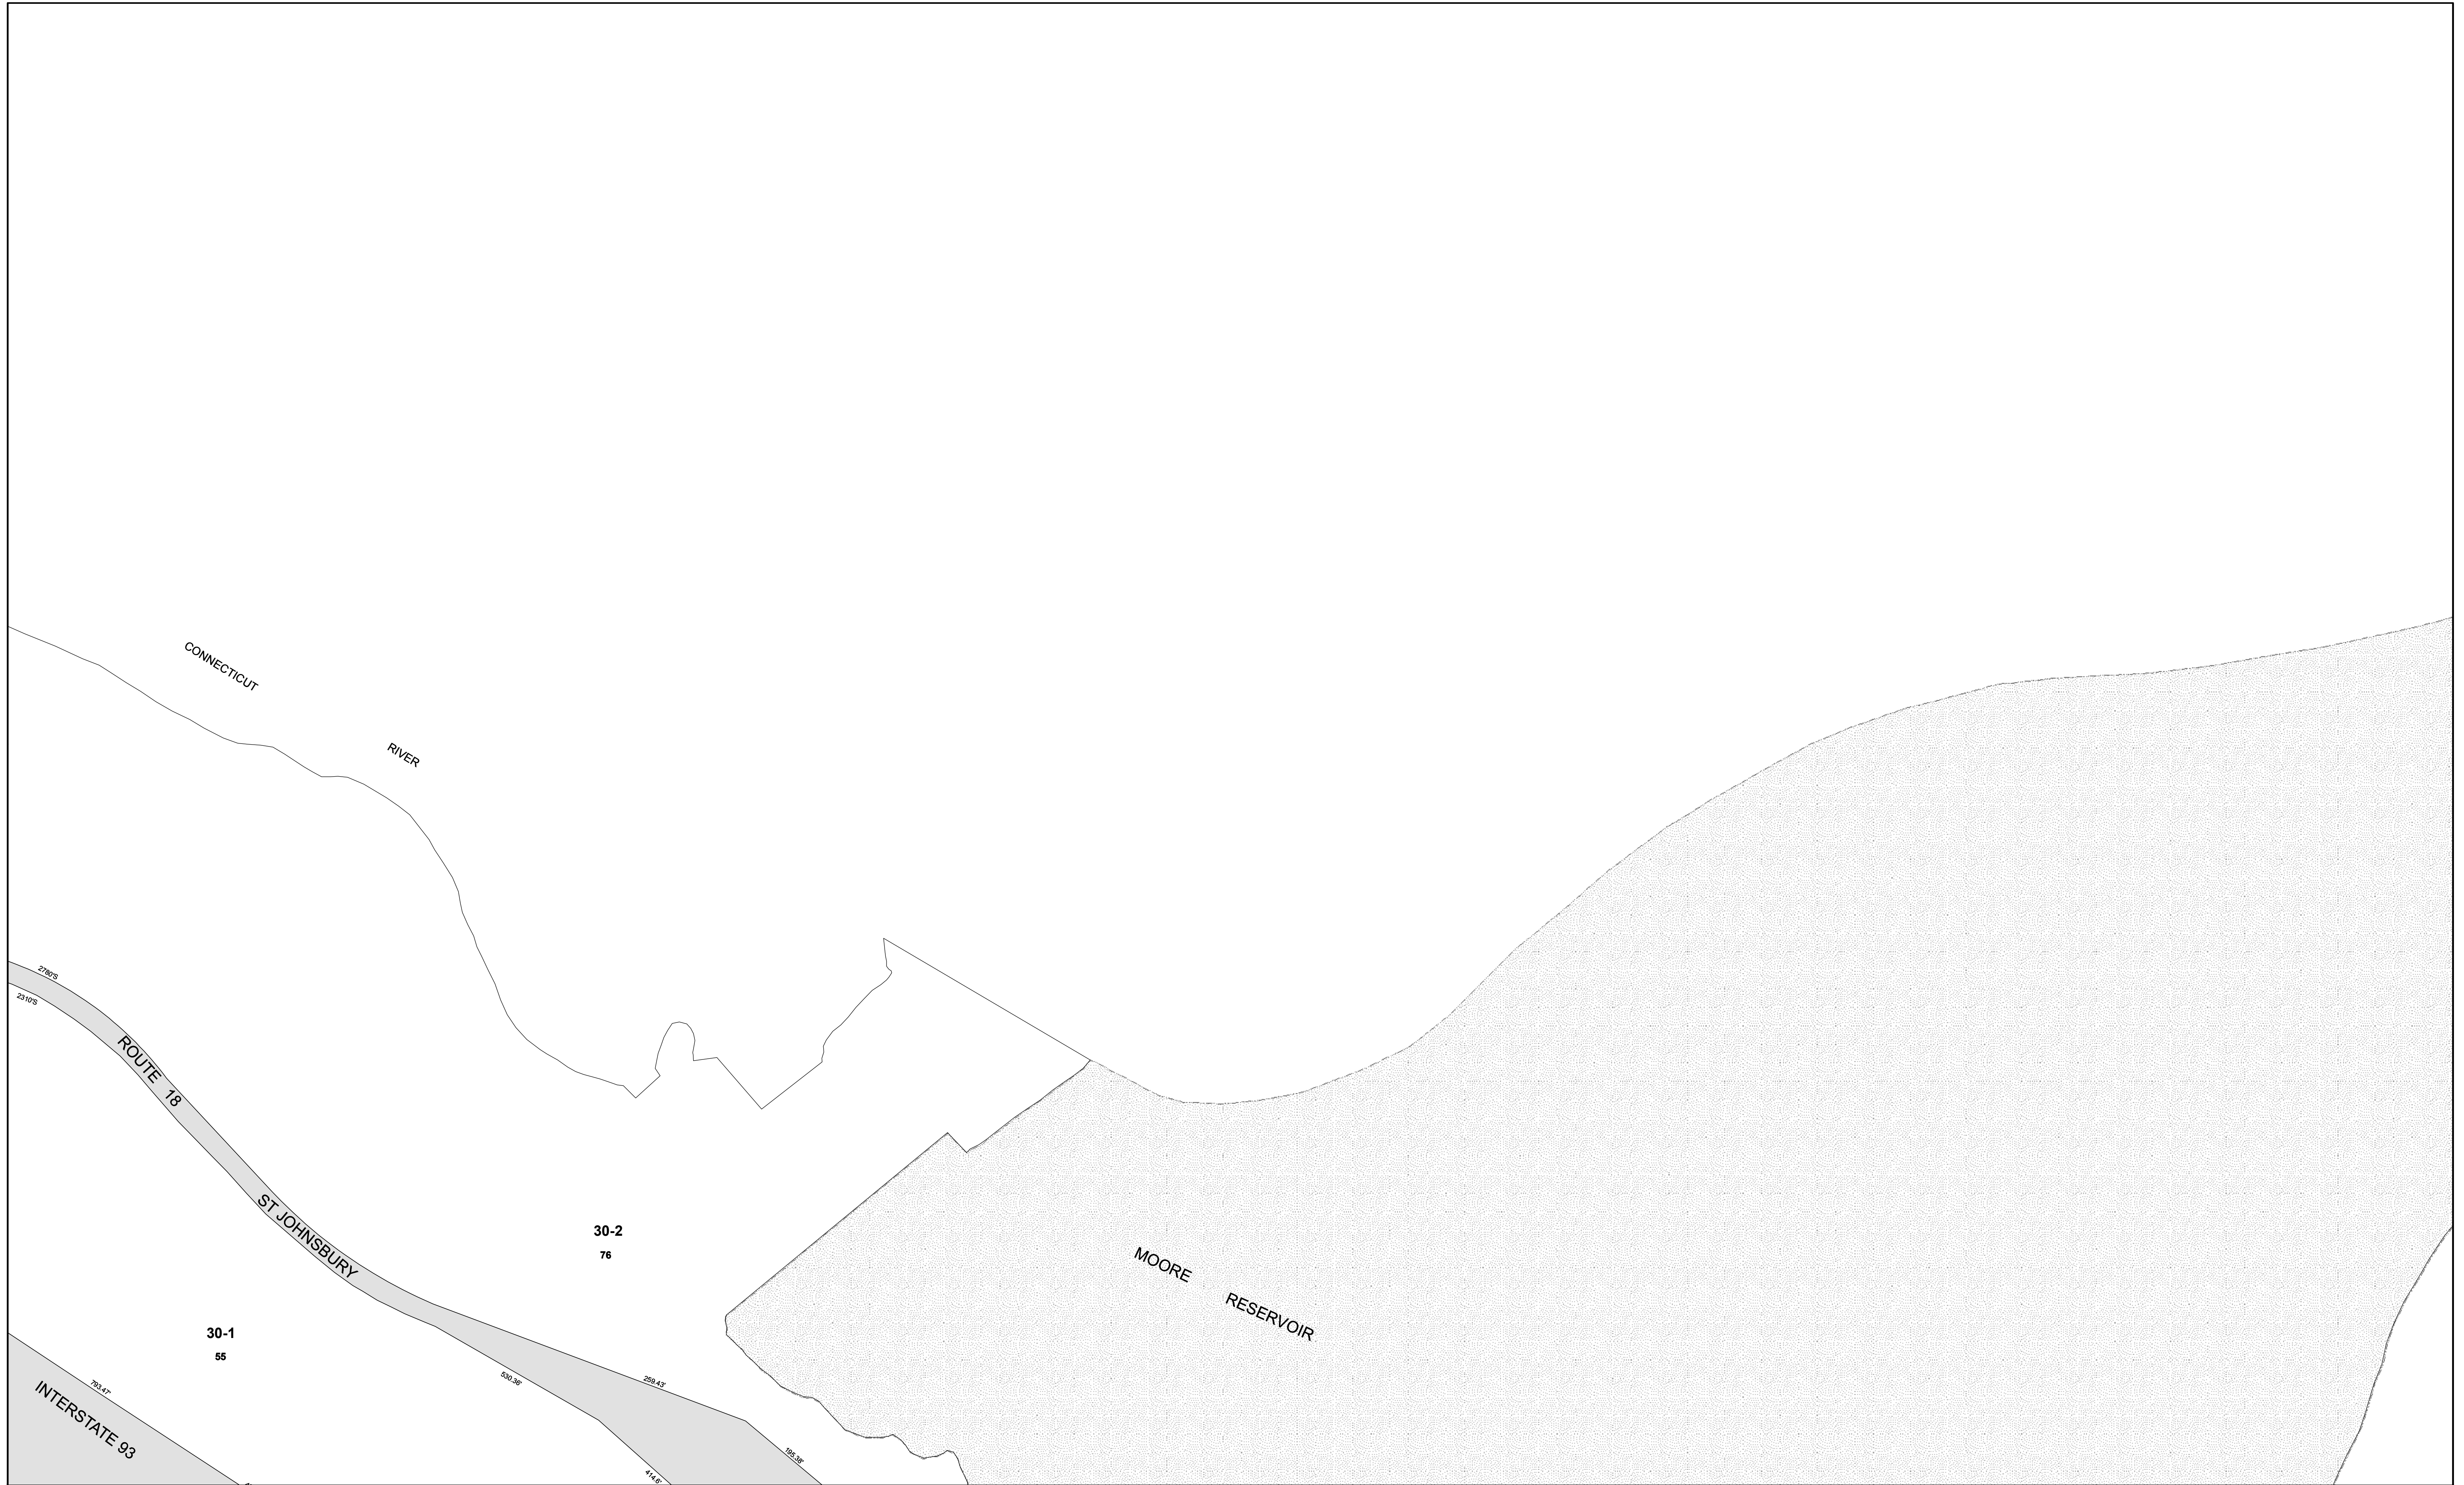 CONNECTICUT
RIVER
2780'S
2310'S
ROUTE 18
ST JOHNSBURY
30-2
76
MOORE
RESERVOIR
30-1
55
793.47'
530.36'
259.43'
INTERSTATE 93
195.38'
414.6'